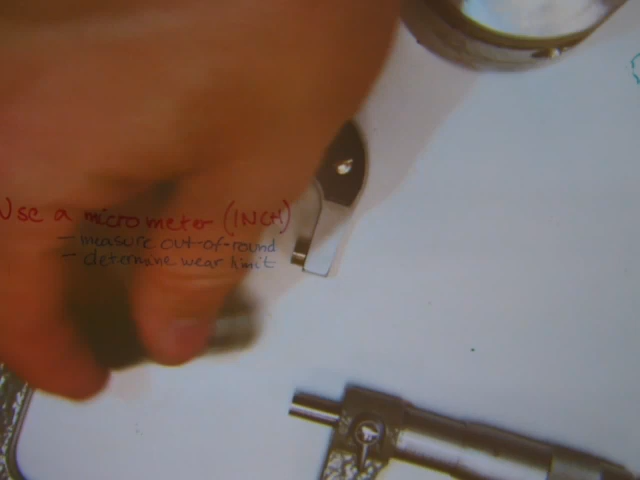 Use a micrometer (INCH)
- measure out-of-round
- determine wear limit